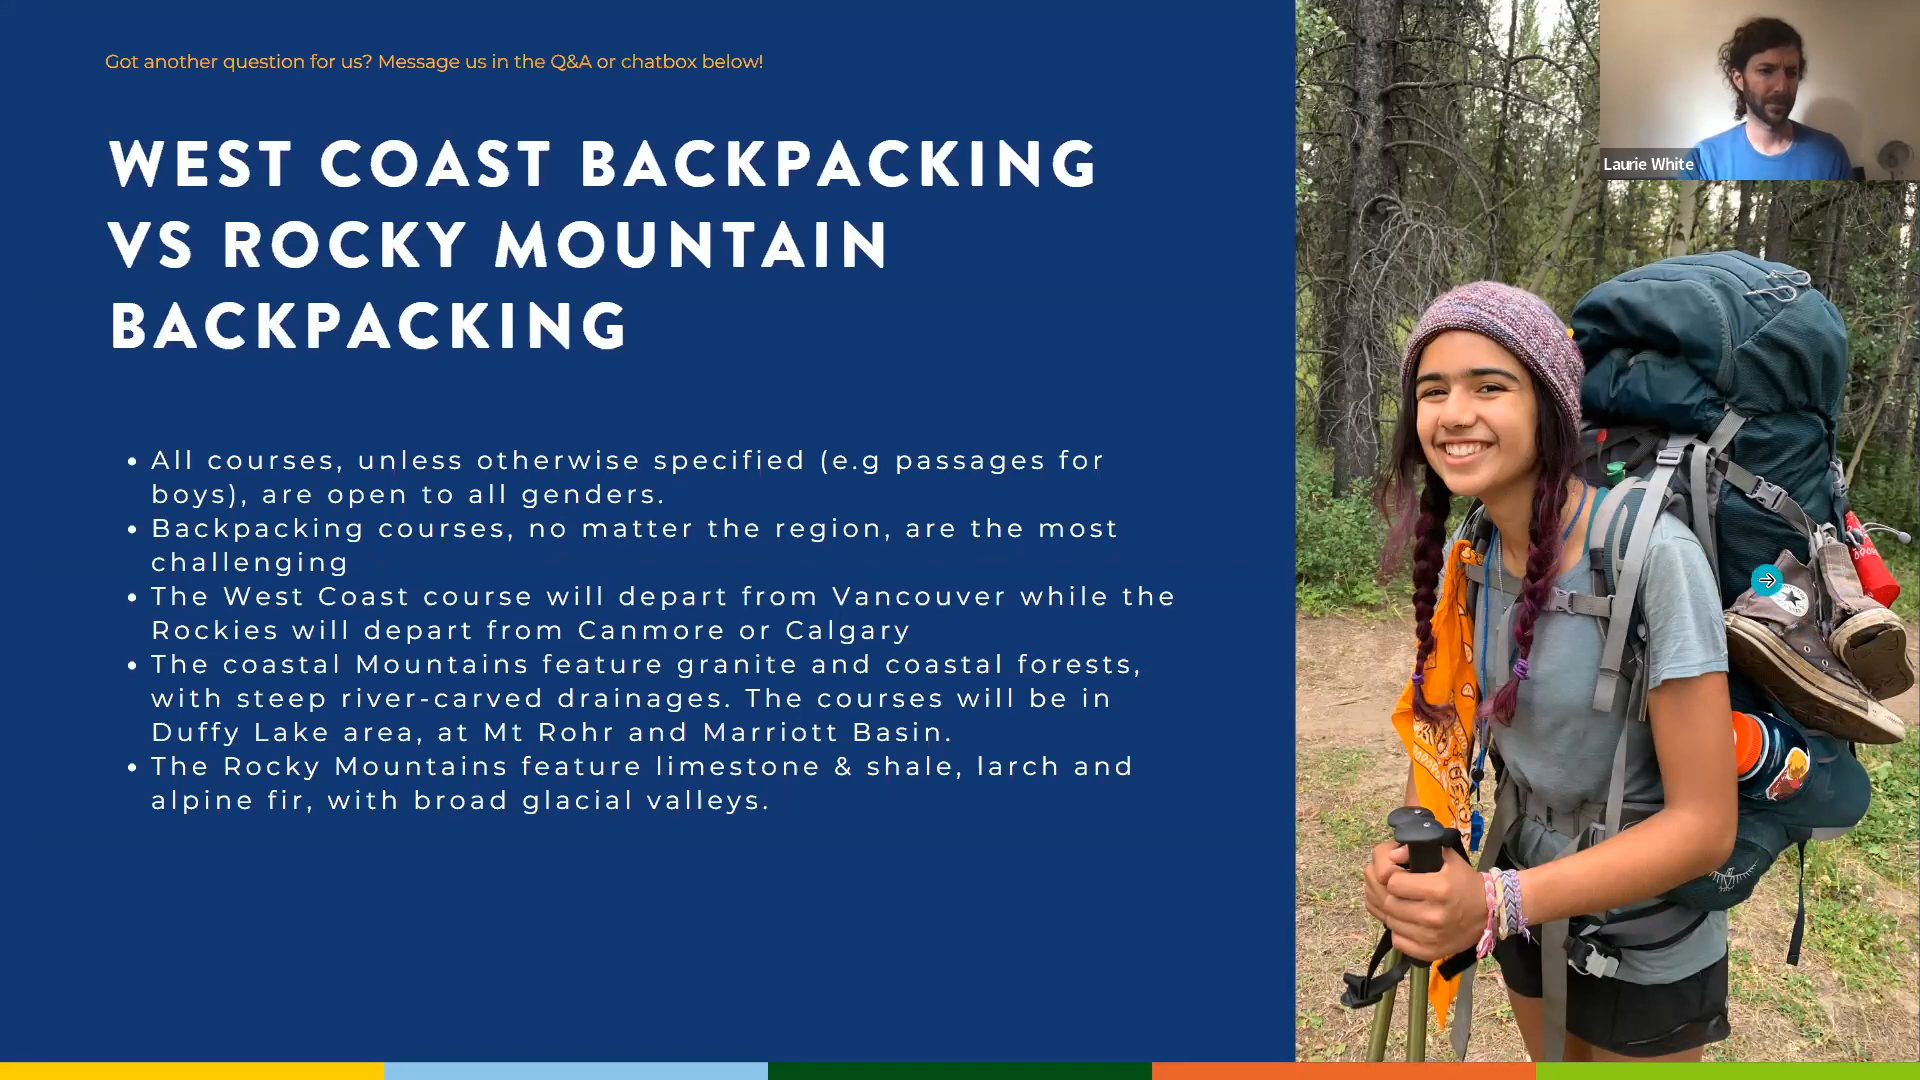 Got another question for us? Message us in the Q&A or chatbox below!
WEST COAST BACKPACKING
VS ROCKY MOUNTAIN
BACKPACKING
• All courses, unless otherwise specified (e.g passages for
boys), are open to all genders.
• Backpacking courses, no matter the region, are the most
challenging
• The West Coast course will depart from Vancouver while the
Rockies will depart from Canmore or Calgary
• The coastal Mountains feature granite and coastal forests,
with steep river-carved drainages. The courses will be in
Duffy Lake area, at Mt Rohr and Marriott Basin.
• The Rocky Mountains feature limestone & shale, larch and
alpine fir, with broad glacial valleys.
Laurie White